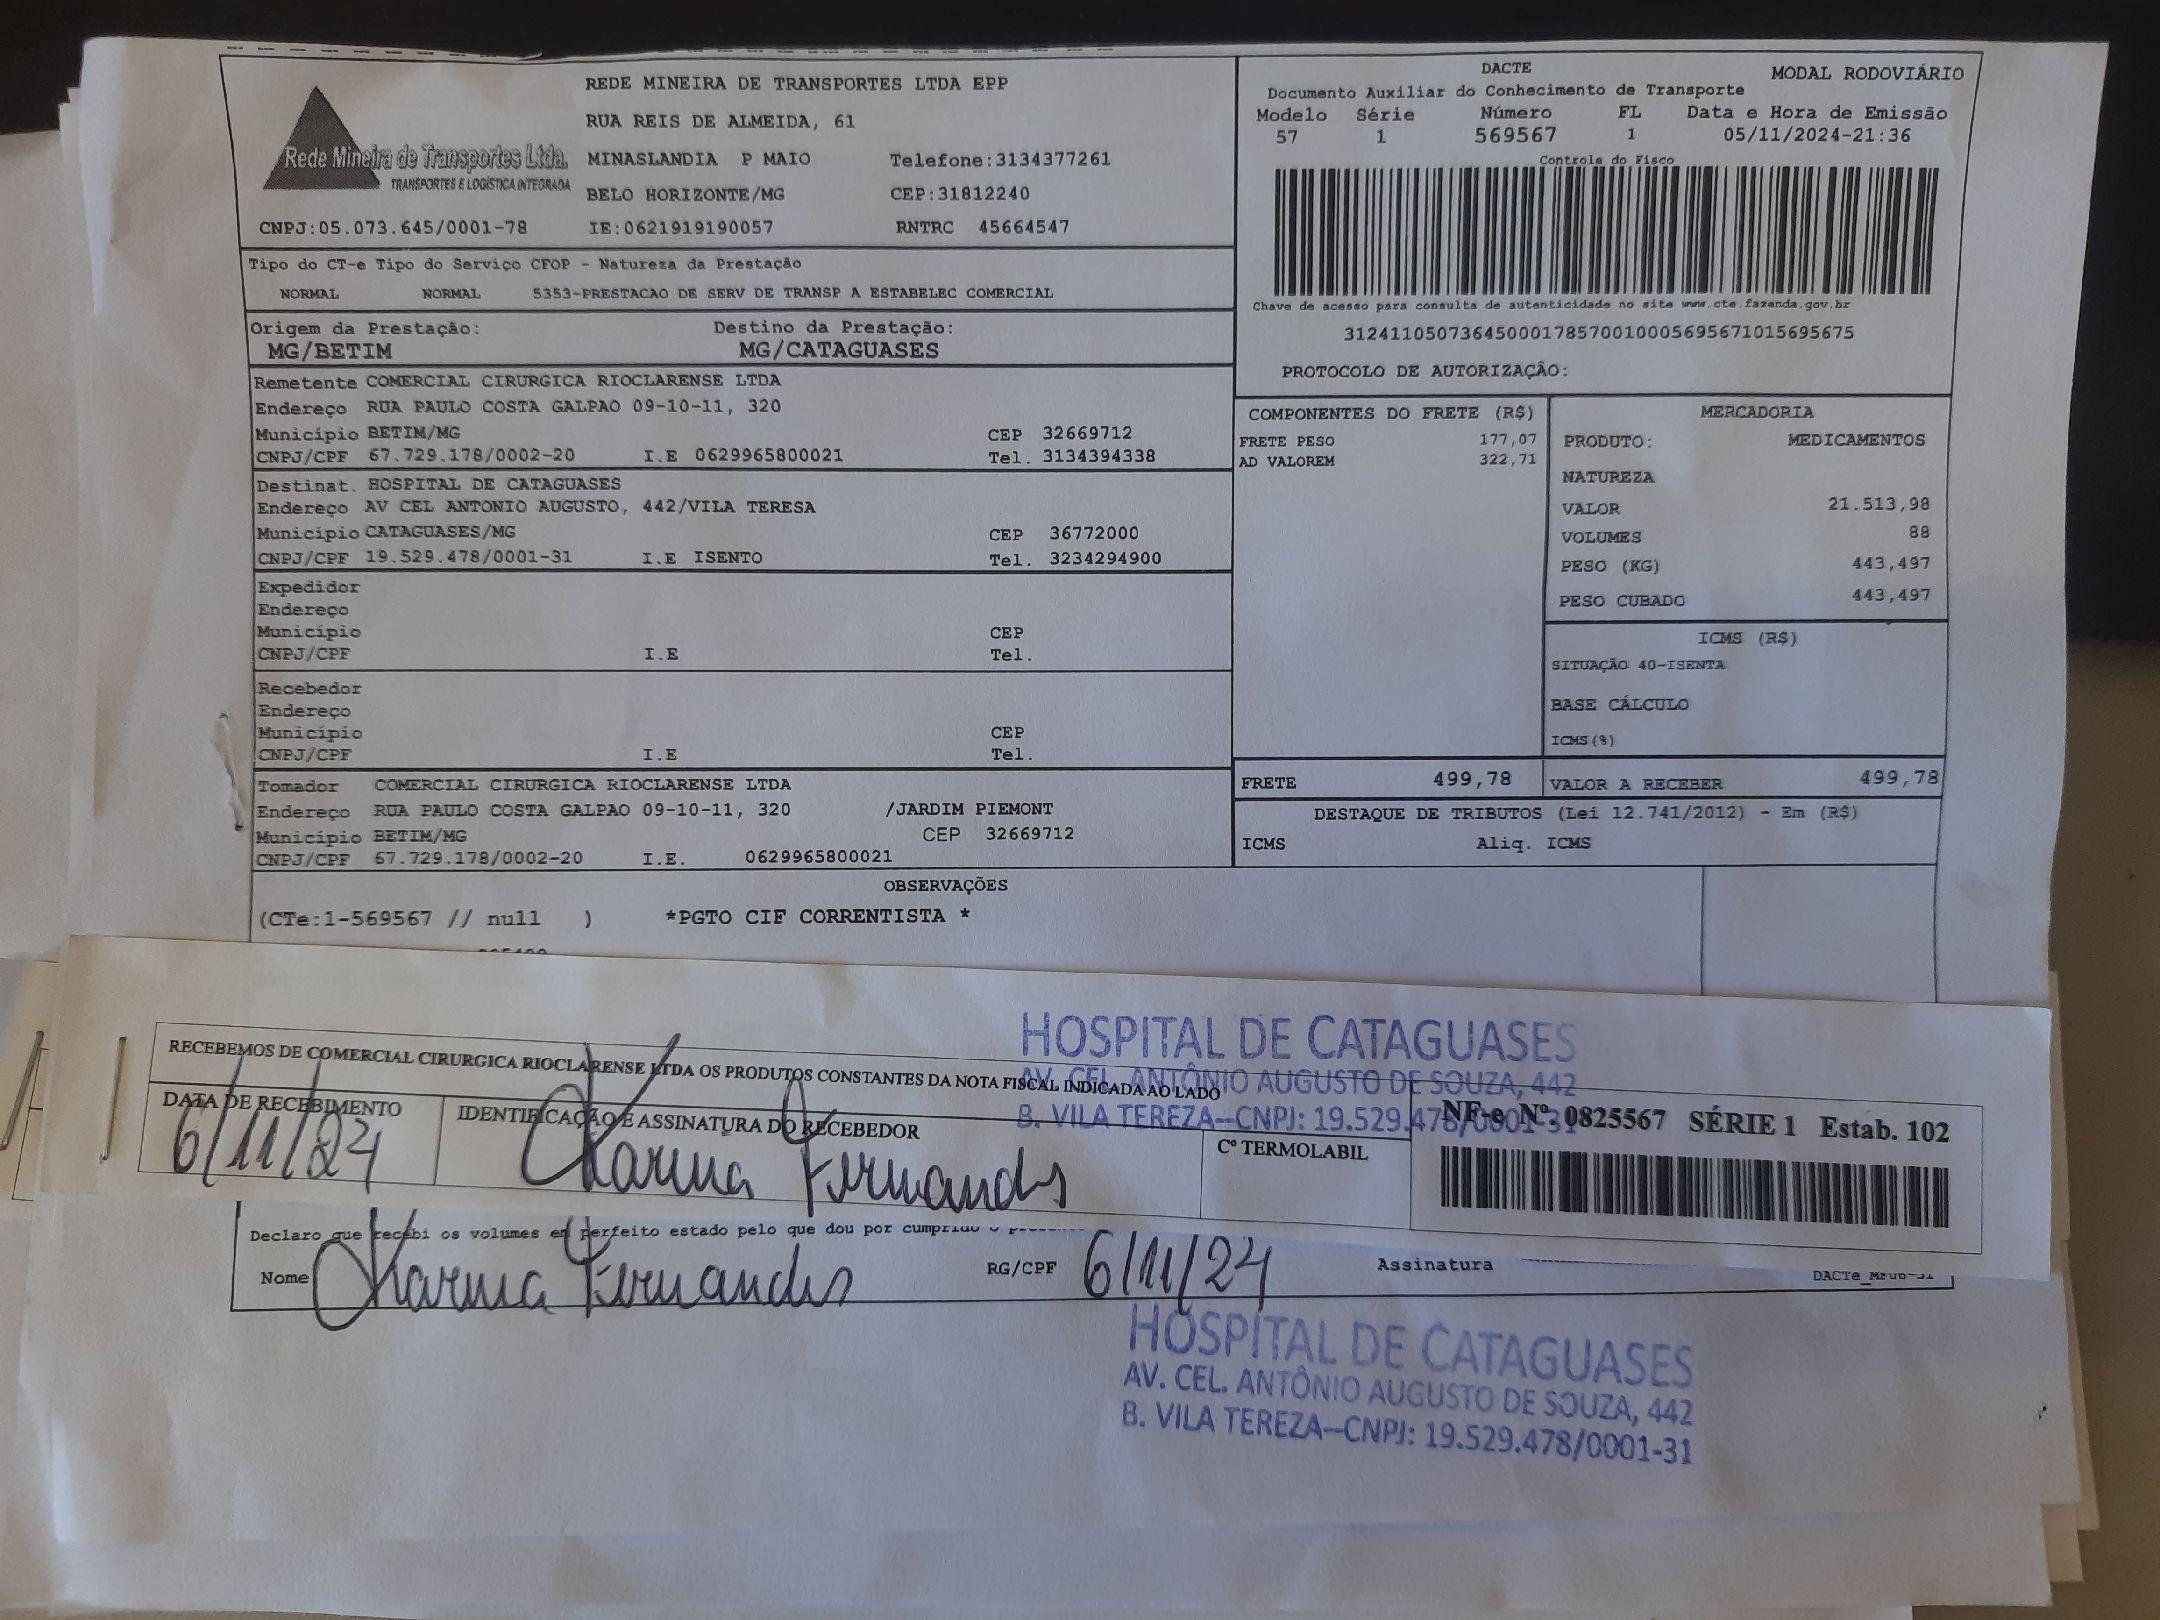 REDE MINEIRA DE TRANSPORTES LTDA EPP
RUA REIS DE ALMEIDA, 61
Rede Mineira de Transportes Ltda.
TRANSPORTES E LOGÍSTICA INTEGRADA
MINASLANDIA P MAIO Telefone:3134377261
BELO HORIZONTE/MG CEP:31812240
CNPJ:05.073.645/0001-78 IE:0621919190057 RNTRC 45664547
DACTE MODAL RODOVIÁRIO
Documento Auxiliar do Conhecimento de Transporte
Modelo Série Número FL Data e Hora de Emissão
57 1 569567 1 05/11/2024-21:36
Controle do Fisco
Chave de acesso para consulta de autenticidade no site www.cte.fazenda.gov.br
31241105073645000178570010005695671015695675
PROTOCOLO DE AUTORIZAÇÃO:
Tipo do CT-e Tipo do Serviço CFOP - Natureza da Prestação
NORMAL NORMAL 5353-PRESTACAO DE SERV DE TRANSP A ESTABELEC COMERCIAL
Origem da Prestação: Destino da Prestação:
MG/BETIM MG/CATAGUASES
Remetente COMERCIAL CIRURGICA RIOCLARENSE LTDA
Endereço RUA PAULO COSTA GALPAO 09-10-11, 320
Município BETIM/MG CEP 32669712
CNPJ/CPF 67.729.178/0002-20 I.E 0629965800021 Tel. 3134394338
Destinat. HOSPITAL DE CATAGUASES
Endereço AV CEL ANTONIO AUGUSTO, 442/VILA TERESA
Município CATAGUASES/MG CEP 36772000
CNPJ/CPF 19.529.478/0001-31 I.E ISENTO Tel. 3234294900
Expedidor
Endereço
Município CEP
CNPJ/CPF I.E Tel.
Recebedor
Endereço
Município CEP
CNPJ/CPF I.E Tel.
Tomador COMERCIAL CIRURGICA RIOCLARENSE LTDA
Endereço RUA PAULO COSTA GALPAO 09-10-11, 320 /JARDIM PIEMONT
Município BETIM/MG CEP 32669712
CNPJ/CPF 67.729.178/0002-20 I.E. 0629965800021
COMPONENTES DO FRETE (R$)
FRETE PESO 177,07
AD VALOREM 322,71
MERCADORIA
PRODUTO: MEDICAMENTOS
NATUREZA
VALOR 21.513,98
VOLUMES 88
PESO (KG) 443,497
PESO CUBADO 443,497
ICMS (R$)
SITUAÇÃO 40-ISENTA
BASE CÁLCULO
ICMS(%)
FRETE 499,78 VALOR A RECEBER 499,78
DESTAQUE DE TRIBUTOS (Lei 12.741/2012) - Em (R$)
ICMS Aliq. ICMS
OBSERVAÇÕES
(CTe:1-569567 // null ) *PGTO CIF CORRENTISTA *
HOSPITAL DE CATAGUASES
AV. CEL. ANTÔNIO AUGUSTO DE SOUZA, 442
B. VILA TEREZA-CNPJ: 19.529.478/0001-31
RECEBEMOS DE COMERCIAL CIRURGICA RIOCLARENSE LTDA OS PRODUTOS CONSTANTES DA NOTA FISCAL INDICADA AO LADO
DATA DE RECEBIMENTO IDENTIFICAÇÃO E ASSINATURA DO RECEBEDOR
6/11/24 Karina Fernandes
Cº TERMOLABIL
NF-e Nº. 0825567 SÉRIE 1 Estab. 102
Declaro que recebi os volumes em perfeito estado pelo que dou por cumprido o
Nome Karina Fernandes RG/CPF 6/11/24 Assinatura
HOSPITAL DE CATAGUASES
AV. CEL. ANTÔNIO AUGUSTO DE SOUZA, 442
B. VILA TEREZA-CNPJ: 19.529.478/0001-31